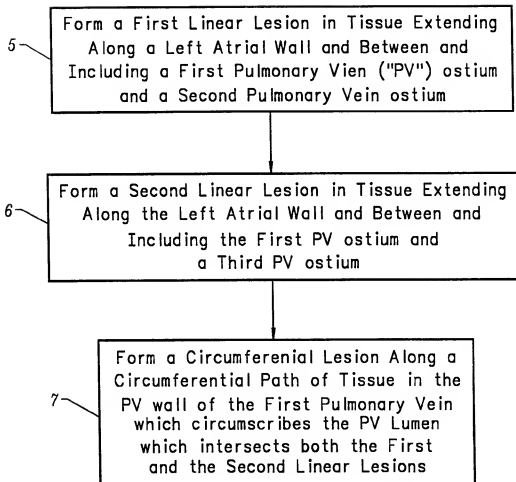 5
Form a First Linear Lesion in Tissue Extending
Along a Left Atrial Wall and Between and
Including a First Pulmonary Vien ("PV") ostium
and a Second Pulmonary Vein ostium
6
Form a Second Linear Lesion in Tissue Extending
Along the Left Atrial Wall and Between and
Including the First PV ostium and
a Third PV ostium
7
Form a Circumferenial Lesion Along a
Circumferential Path of Tissue in the
PV wall of the First Pulmonary Vein
which circumscribes the PV Lumen
which intersects both the First
and the Second Linear Lesions